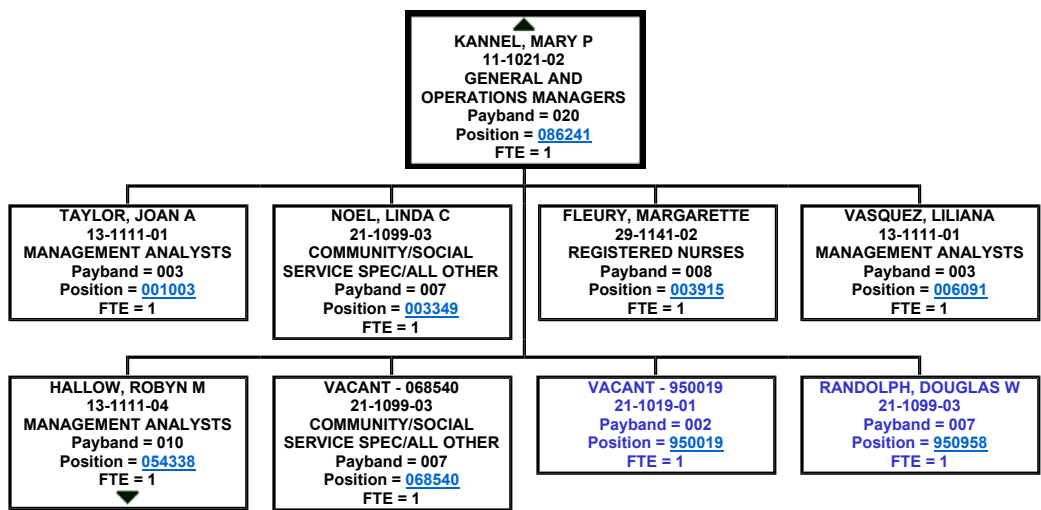 KANNEL, MARY P
11-1021-02
GENERAL AND
OPERATIONS MANAGERS
Payband = 020
Position = 086241
FTE = 1
TAYLOR, JOAN A
13-1111-01
MANAGEMENT ANALYSTS
Payband = 003
Position = 001003
FTE = 1
NOEL, LINDA C
21-1099-03
COMMUNITY/SOCIAL
SERVICE SPEC/ALL OTHER
Payband = 007
Position = 003349
FTE = 1
FLEURY, MARGARETTE
29-1141-02
REGISTERED NURSES
Payband = 008
Position = 003915
FTE = 1
VASQUEZ, LILIANA
13-1111-01
MANAGEMENT ANALYSTS
Payband = 003
Position = 006091
FTE = 1
HALLOW, ROBYN M
13-1111-04
MANAGEMENT ANALYSTS
Payband = 010
Position = 054338
FTE = 1
VACANT - 068540
21-1099-03
COMMUNITY/SOCIAL
SERVICE SPEC/ALL OTHER
Payband = 007
Position = 068540
FTE = 1
VACANT - 950019
21-1019-01
Payband = 002
Position = 950019
FTE = 1
RANDOLPH, DOUGLAS W
21-1099-03
Payband = 007
Position = 950958
FTE = 1